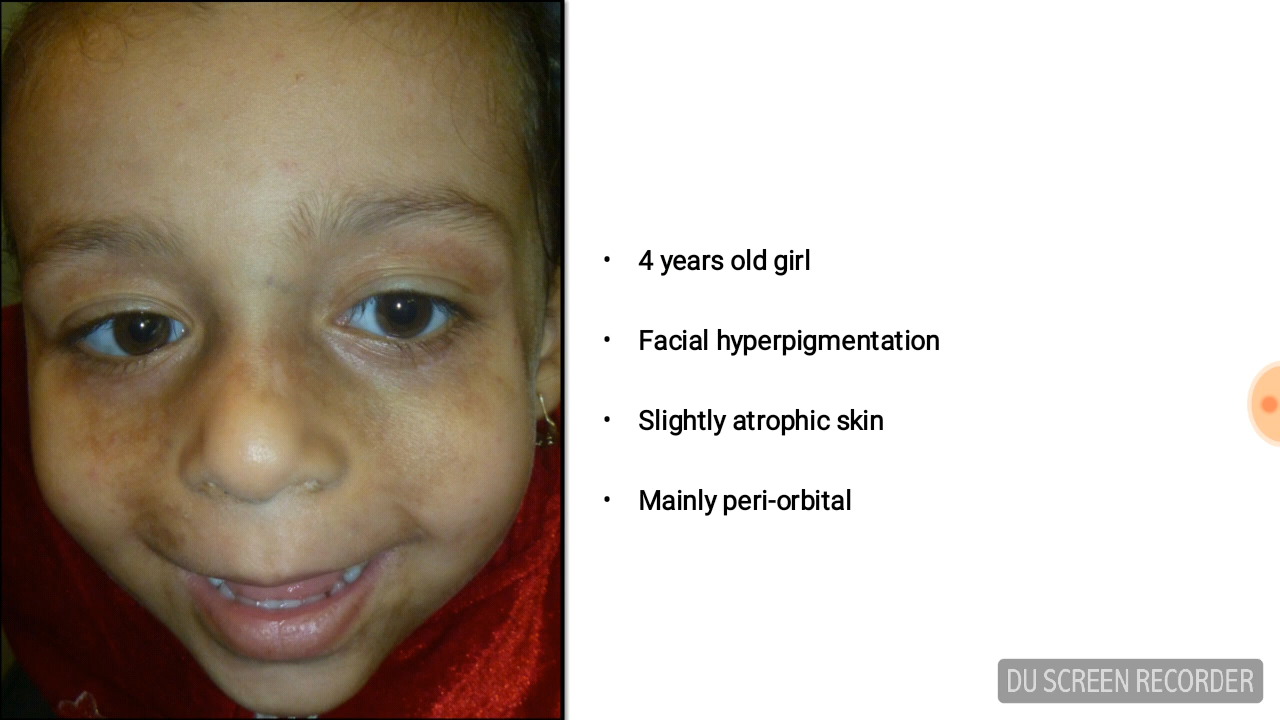 • 4 years old girl
• Facial hyperpigmentation
• Slightly atrophic skin
• Mainly peri-orbital
DU SCREEN RECORDER